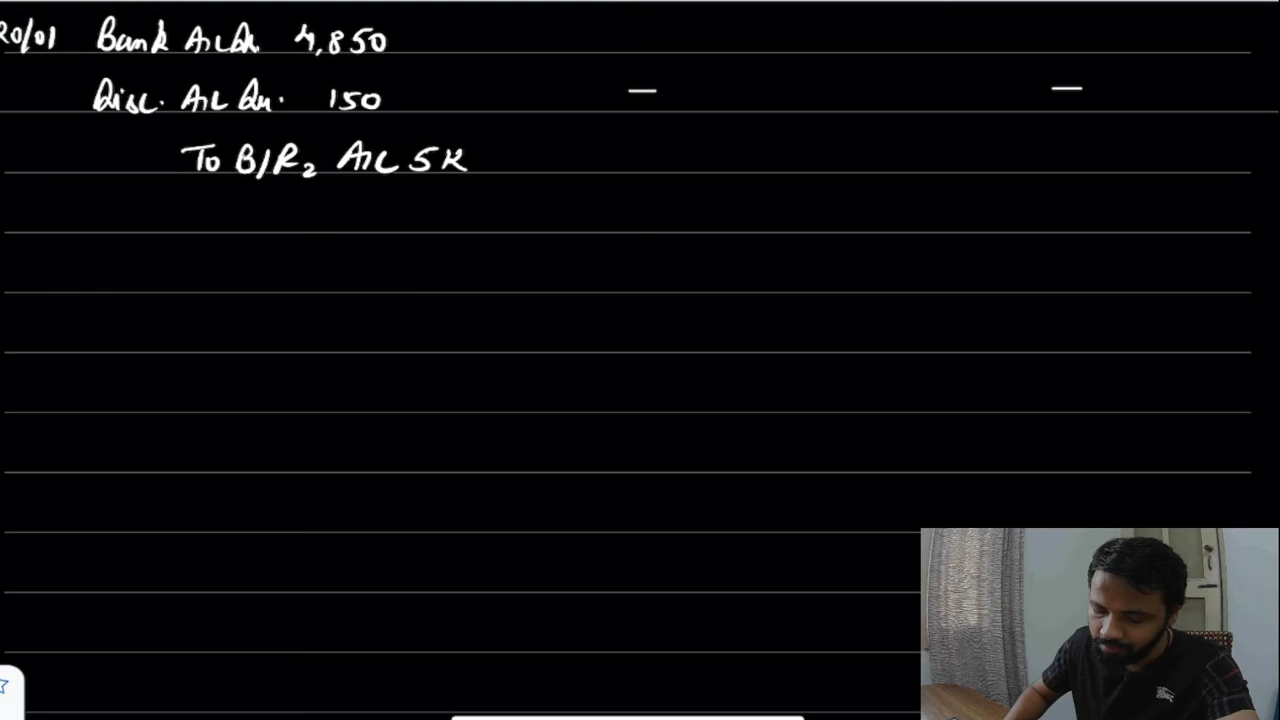 20/01 Bank A/c Dr. 4,850
Disc. A/c Dr. 150 — —
To B/R2 A/c 5K